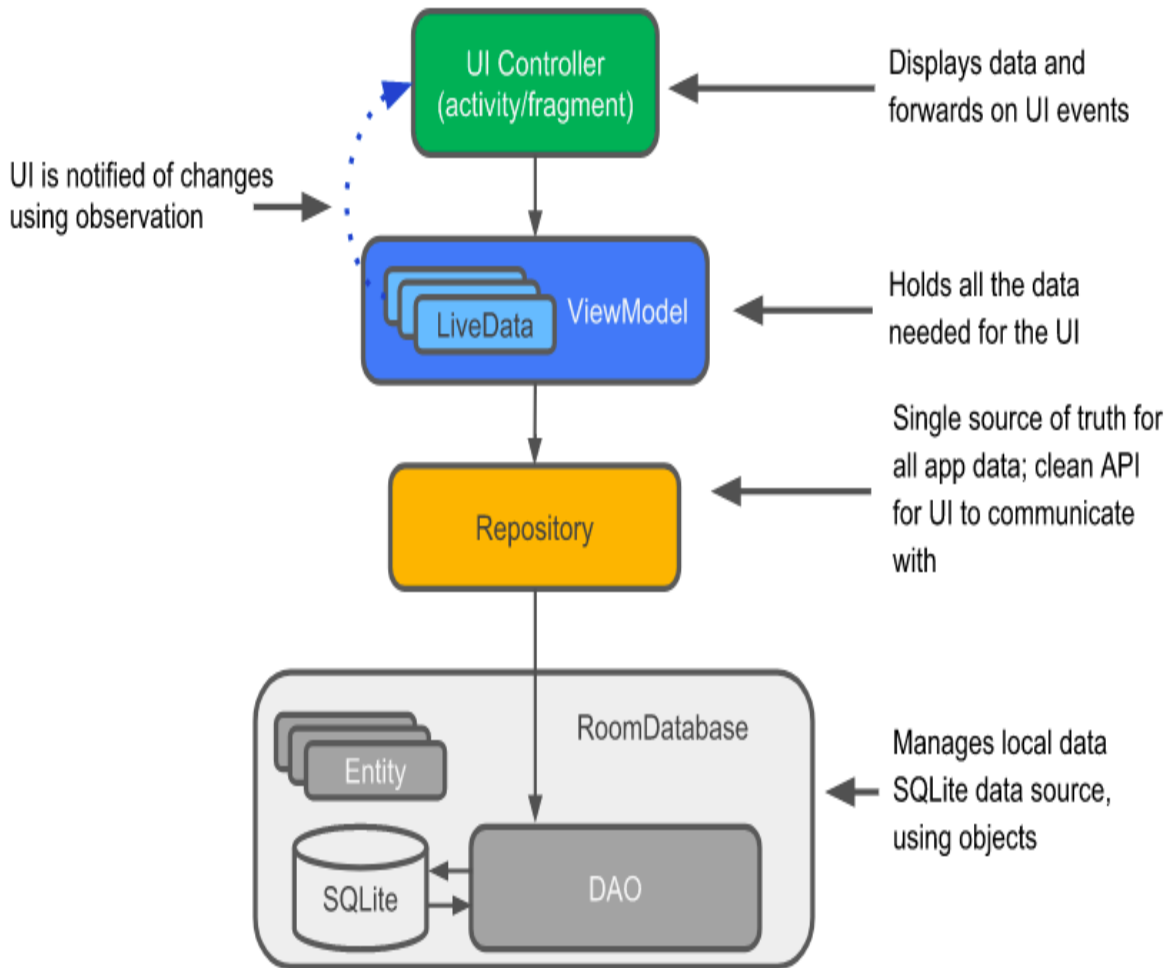 UI Controller
(activity/fragment)
Displays data and
forwards on UI events
UI is notified of changes
using observation
LiveData
ViewModel
Holds all the data
needed for the UI
Repository
Single source of truth for
all app data; clean API
for UI to communicate
with
RoomDatabase
Entity
SQLite
DAO
Manages local data
SQLite data source,
using objects